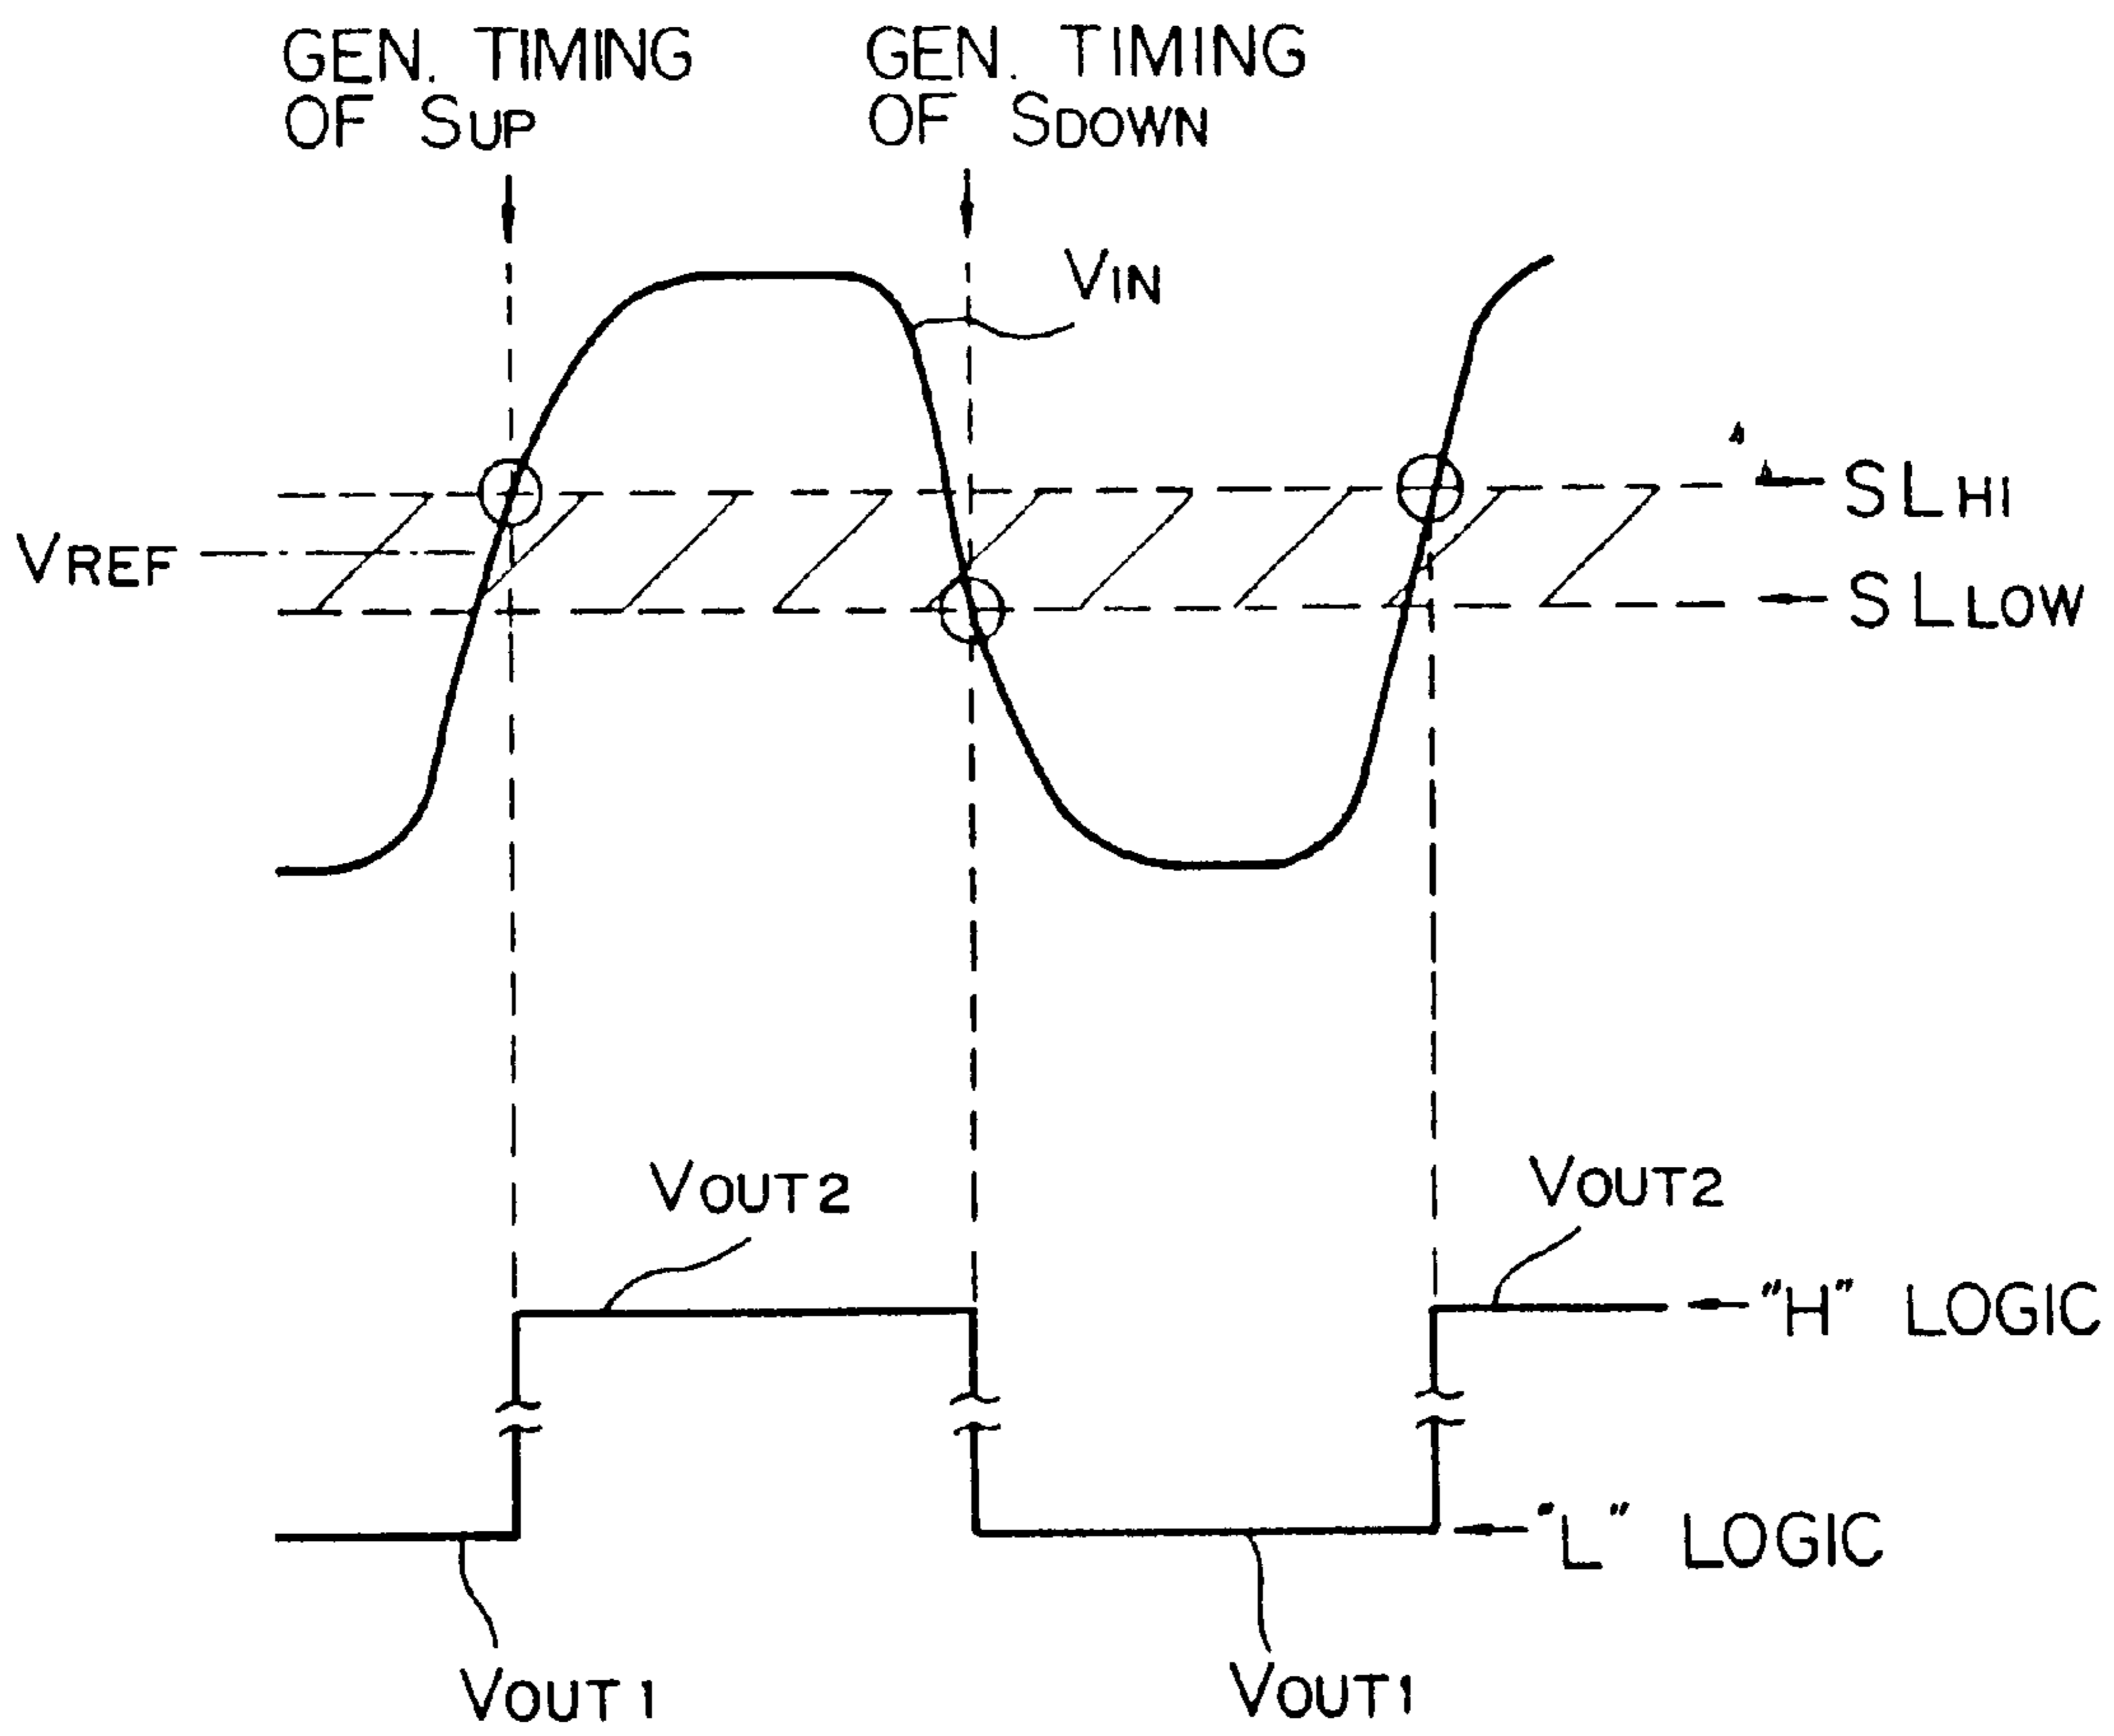 GEN. TIMING
OF SUP
GEN. TIMING
OF SDOWN
VIN
SLHI
VREF
SLLOW
VOUT2
VOUT2
"H" LOGIC
"L" LOGIC
VOUT1
VOUT1